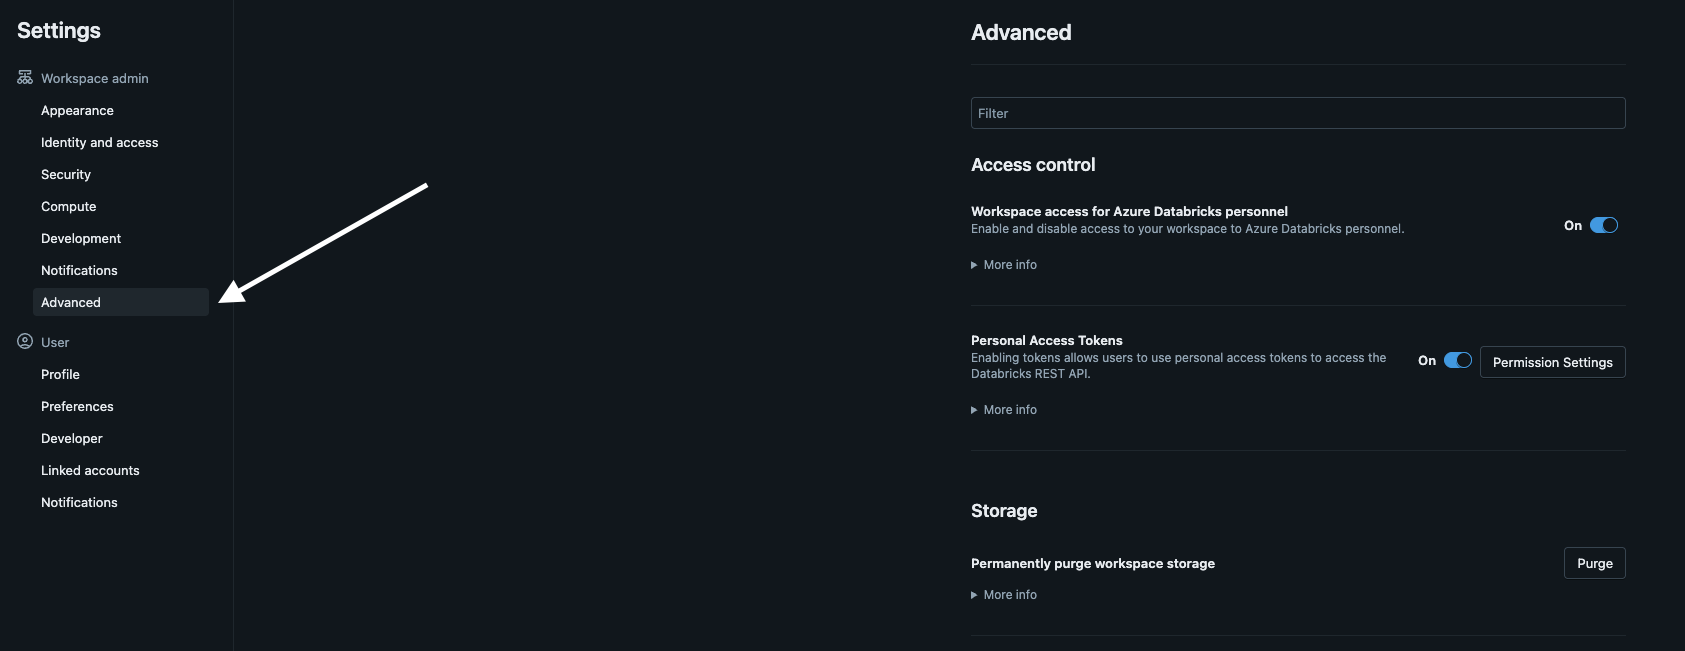 Settings
Workspace admin
Appearance
Identity and access
Security
Compute
Development
Notifications
Advanced
User
Profile
Preferences
Developer
Linked accounts
Notifications
Advanced
Filter
Access control
Workspace access for Azure Databricks personnel
Enable and disable access to your workspace to Azure Databricks personnel.
On
More info
Personal Access Tokens
Enabling tokens allows users to use personal access tokens to access the
Databricks REST API.
On
Permission Settings
More info
Storage
Permanently purge workspace storage
Purge
More info